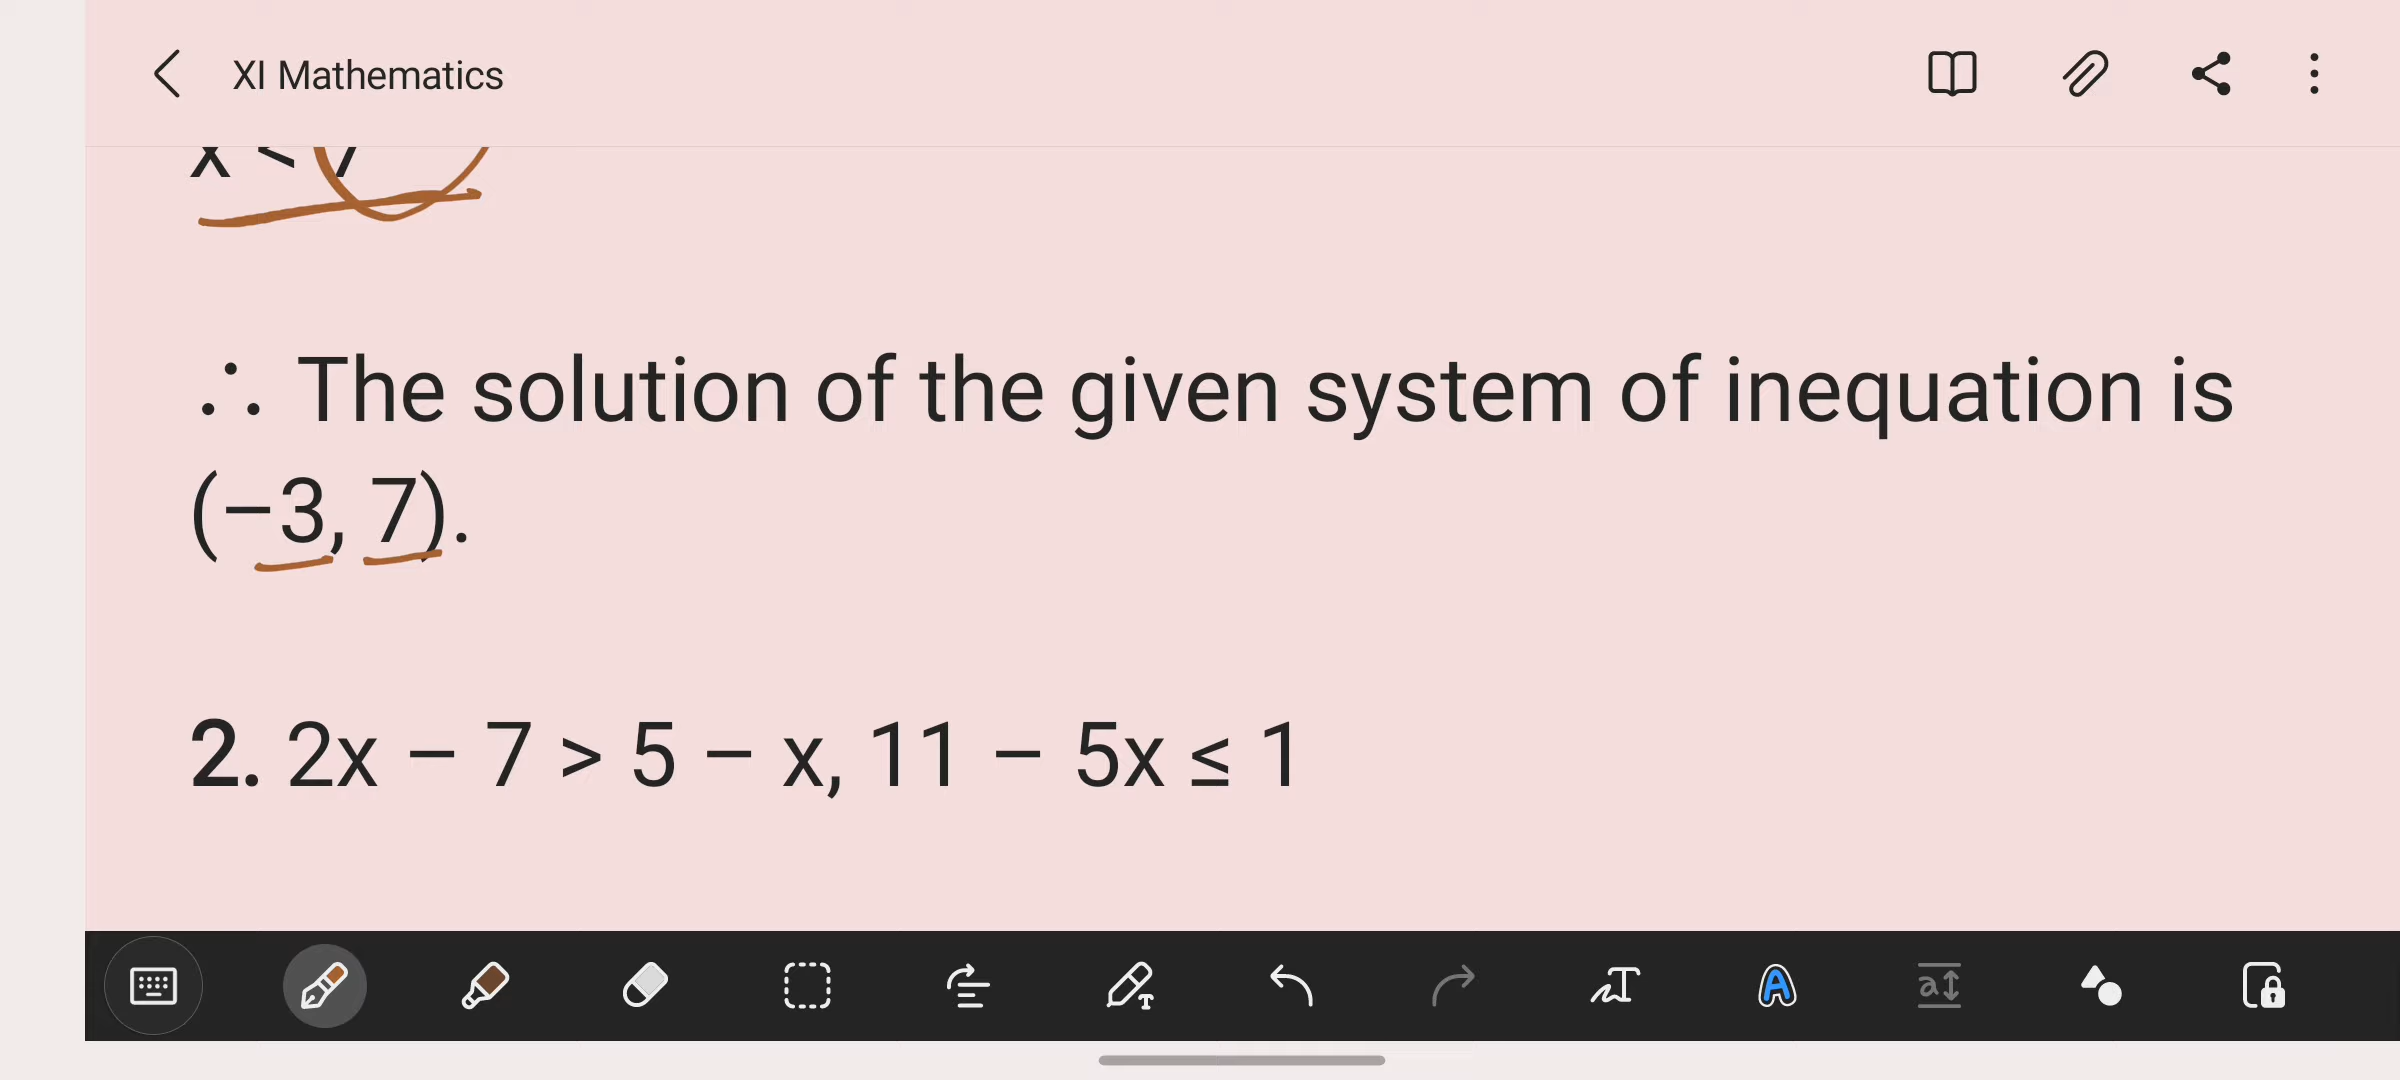 XI Mathematics
x < 7
∴ The solution of the given system of inequation is
(−3, 7).
2. 2x − 7 > 5 − x, 11 − 5x ≤ 1